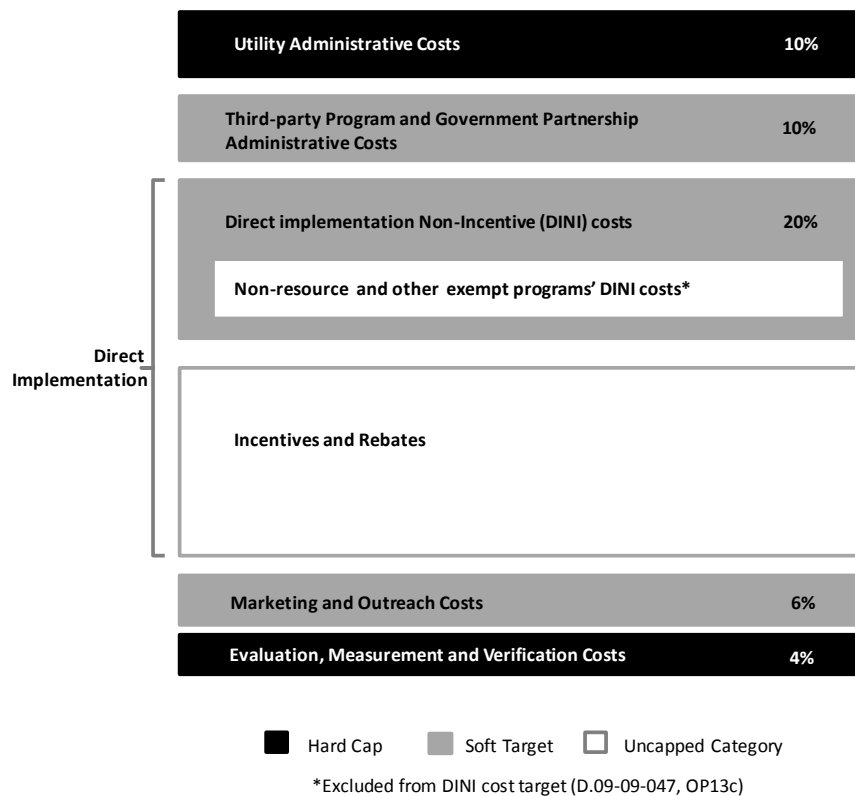 Utility Administrative Costs 10%
Third-party Program and Government Partnership
Administrative Costs 10%
Direct implementation Non-Incentive (DINI) costs 20%
Non-resource and other exempt programs' DINI costs*
Direct
Implementation
Incentives and Rebates
Marketing and Outreach Costs 6%
Evaluation, Measurement and Verification Costs 4%
Hard Cap Soft Target Uncapped Category
*Excluded from DINI cost target (D.09-09-047, OP13c)